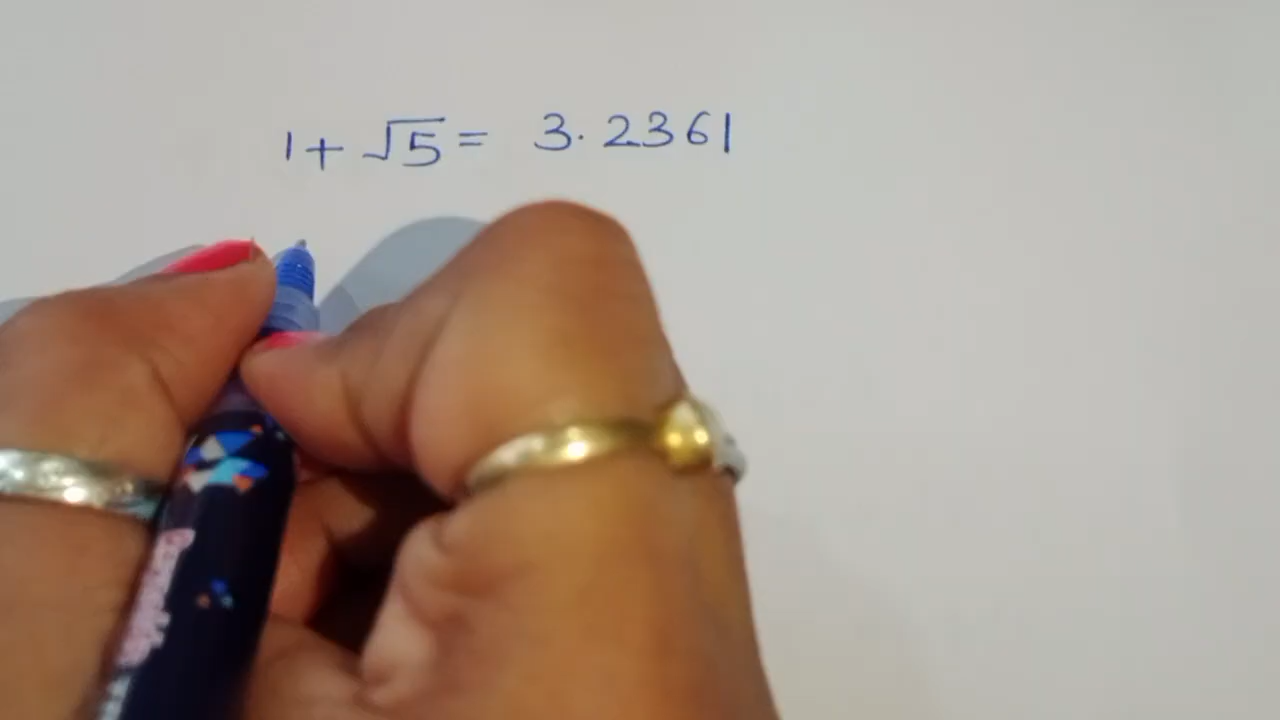 1 + √5 = 3.2361